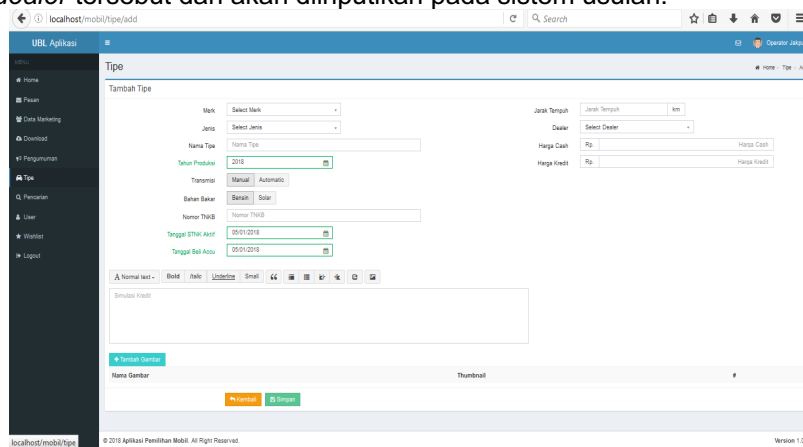 dealer tersebut dan akan diinputikan pada sistem usulan.
localhost/mobil/tipe/add
Search
UBL Aplikasi
Operator Jakpu
MENU
Home
Pesan
Data Marketing
Download
Pengumuman
Tipe
Pencarian
User
Wishlist
Logout
Tipe
Home - Tipe / A
Tambah Tipe
Merk Select Merk
Jenis Select Jenis
Nama Tipe Nama Tipe
Tahun Produksi 2018
Transmisi Manual Automatic
Bahan Bakar Bensin Solar
Nomor TNKB Nomor TNKB
Tanggal STNK Aktif 05/01/2018
Tanggal Beli Accu 05/01/2018
Jarak Tempuh Jarak Tempuh km
Dealer Select Dealer
Harga Cash Rp. Harga Cash
Harga Kredit Rp. Harga Kredit
Normal text Bold Italic Underline Small
Simulasi Kredit
+Tambah Gambar
Nama Gambar Thumbnail #
Kembali Simpan
© 2018 Aplikasi Pemilihan Mobil. All Right Reserved.
Version 1.0
localhost/mobil/tipe